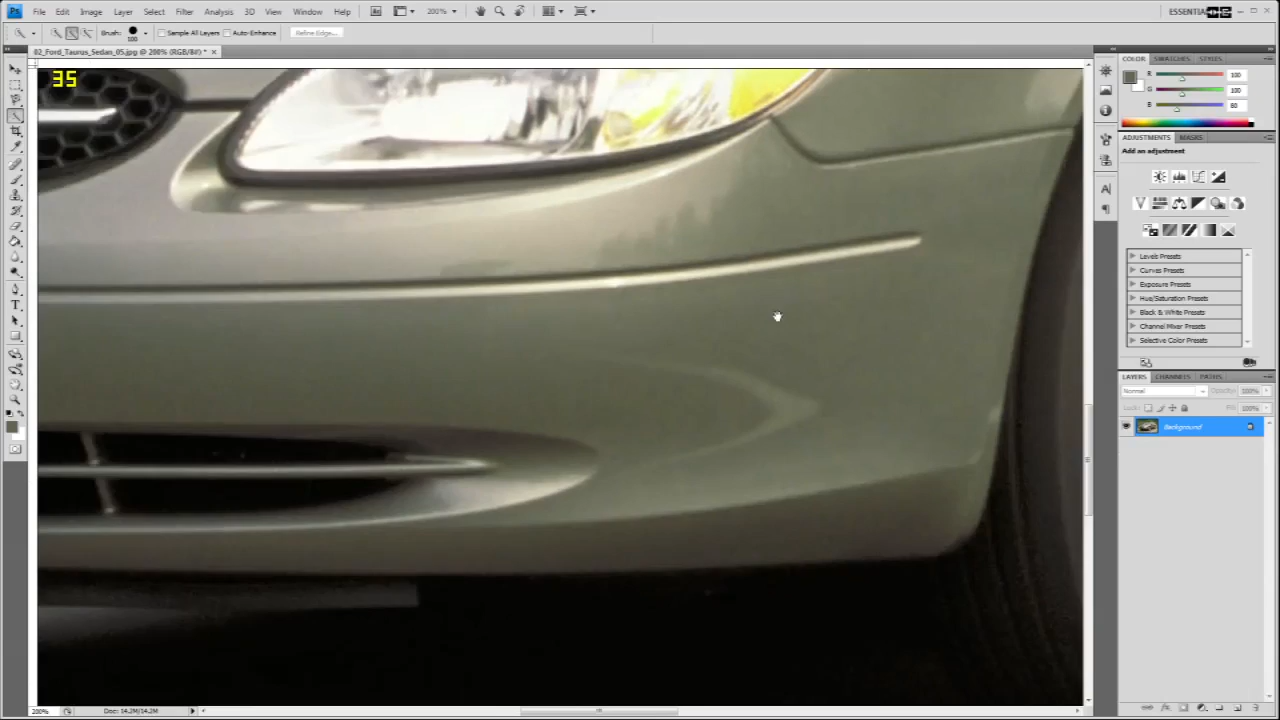 Ps File Edit Image Layer Select Filter Analysis 3D View Window Help 200%
Brush: 100 Sample All Layers Auto-Enhance Refine Edge...
02_Ford_Taurus_Sedan_05.jpg @ 200% (RGB/8#) * ×
35
COLOR SWATCHES STYLES
R 100
G 100
B 80
ADJUSTMENTS MASKS
Add an adjustment
Levels Presets
Curves Presets
Exposure Presets
Hue/Saturation Presets
Black & White Presets
Channel Mixer Presets
Selective Color Presets
LAYERS CHANNELS PATHS
Normal Opacity: 100%
Lock: Fill: 100%
Background
200% Doc: 14.2M/14.2M